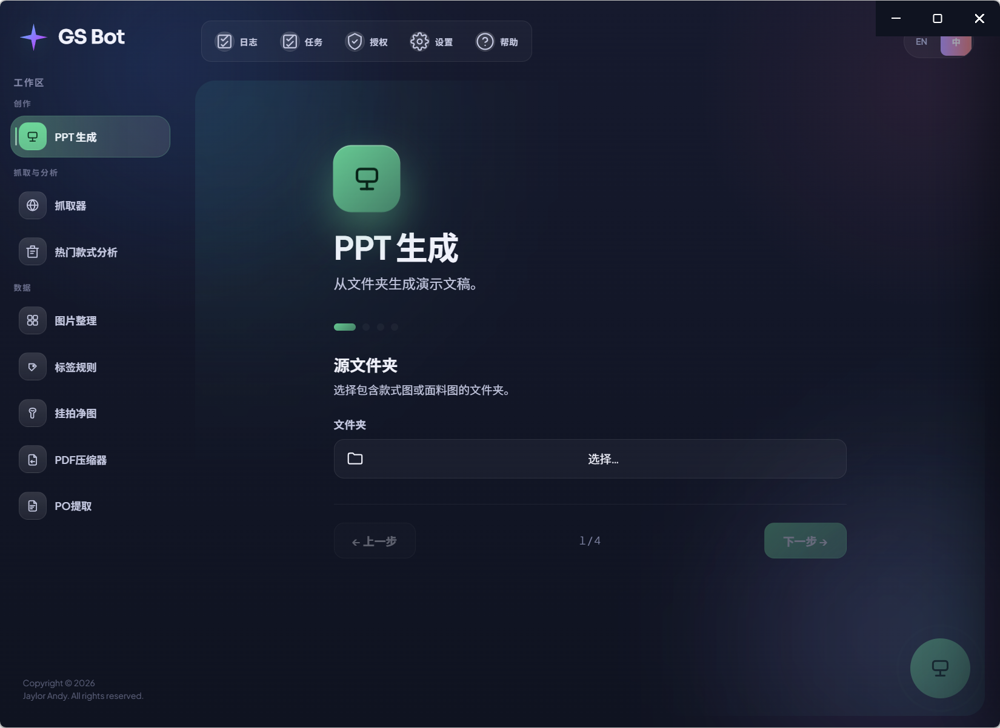 GS Bot
日志
任务
授权
设置
帮助
EN
中
工作区
创作
PPT 生成
抓取与分析
抓取器
热门款式分析
数据
图片整理
标签规则
挂拍净图
PDF压缩器
PO提取
PPT 生成
从文件夹生成演示文稿。
源文件夹
选择包含款式图或面料图的文件夹。
文件夹
选择...
← 上一步
1 / 4
下一步 →
Copyright © 2026
Jaylor Andy. All rights reserved.